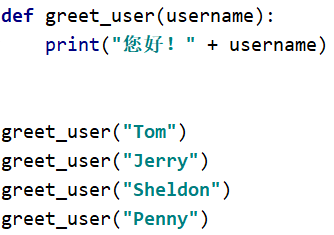 def greet_user(username):
    print("您好！" + username)
greet_user("Tom")
greet_user("Jerry")
greet_user("Sheldon")
greet_user("Penny")